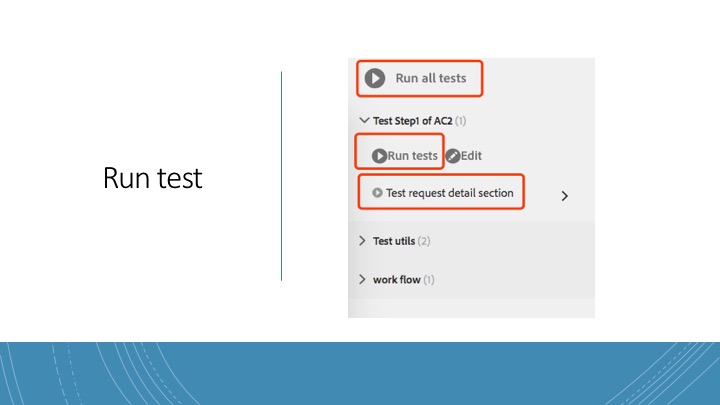 Run test
Run all tests
Test Step1 of AC2 (1)
Run tests Edit
Test request detail section
Test utils (2)
work flow (1)